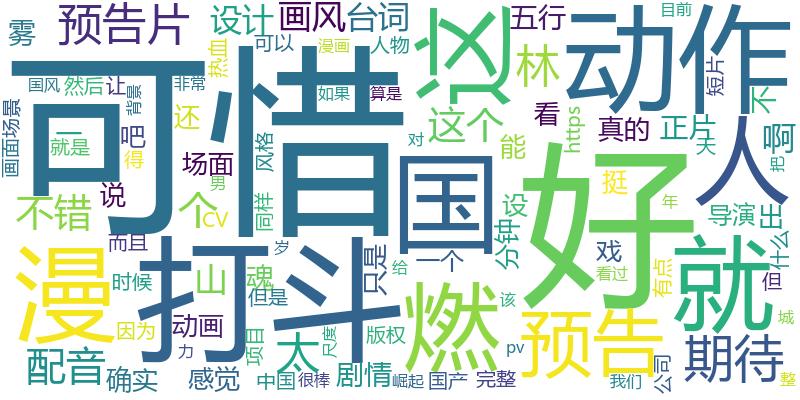 雾
预告片
设计
画风
台词
五行
动作
目前
可惜
国风
然后
让
非常
热血
可以
漫画
人物
如果
算是
这
林
短片
不
画面
场景
一
就是
吧
得
还
背景
风格
这个
看
https
真的
正片
啊
天
把
说
场面
男
同样
对
国
能
好
挺
人
年
不错
个
CV
设
分钟
导演
出
什么
而且
漫
打斗
岁
只是
一个
戏
看过
有点
就
但
时候
山
魂
但是
给
燃
该
预告
城
因为
动画
力
项目
太
尺度
版权
pv
期待
配音
确实
感觉
中国
很棒
剧情
崛起
国产
完整
我们
公司
整